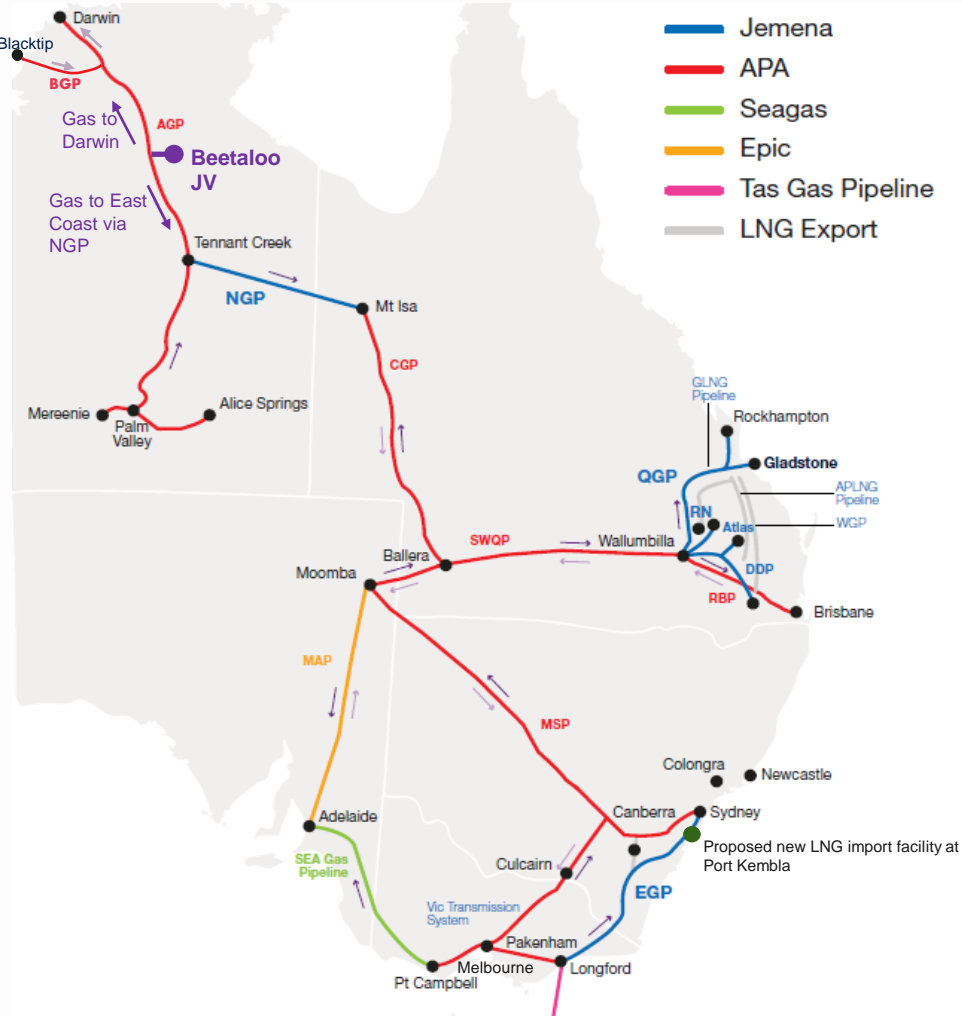 Darwin
Blacktip
BGP
Gas to
Darwin
AGP
Beetaloo
JV
Gas to East
Coast via
NGP
Tennant Creek
NGP
Mt Isa
CGP
Mereenie
Palm
Valley
Alice Springs
Jemena
APA
Seagas
Epic
Tas Gas Pipeline
LNG Export
GLNG
Pipeline
Rockhampton
Gladstone
QGP
APLNG
Pipeline
RN
Atlas
WGP
Wallumbilla
SWQP
Ballera
Moomba
DDP
RBP
Brisbane
MAP
MSP
Colongra
Newcastle
Canberra
Sydney
Proposed new LNG import facility at
Port Kembla
Adelaide
SEA Gas
Pipeline
Culcairn
EGP
Vic Transmission
System
Pakenham
Melbourne
Longford
Pt Campbell